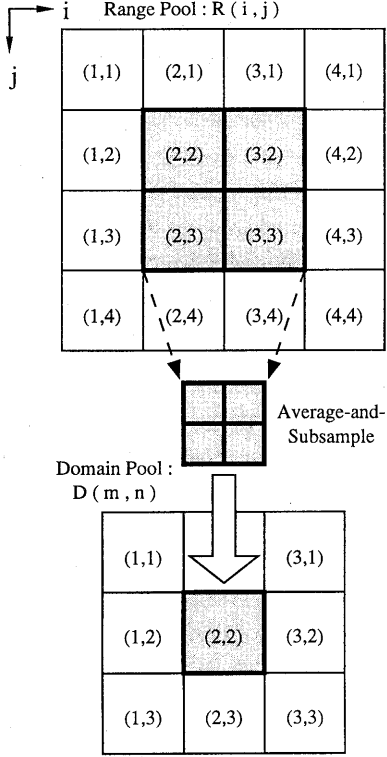 i Range Pool : R ( i , j )
j
(1,1) (2,1) (3,1) (4,1)
(1,2) (2,2) (3,2) (4,2)
(1,3) (2,3) (3,3) (4,3)
(1,4) (2,4) (3,4) (4,4)
Average-and-
Subsample
Domain Pool :
D ( m , n )
(1,1) (3,1)
(1,2) (2,2) (3,2)
(1,3) (2,3) (3,3)